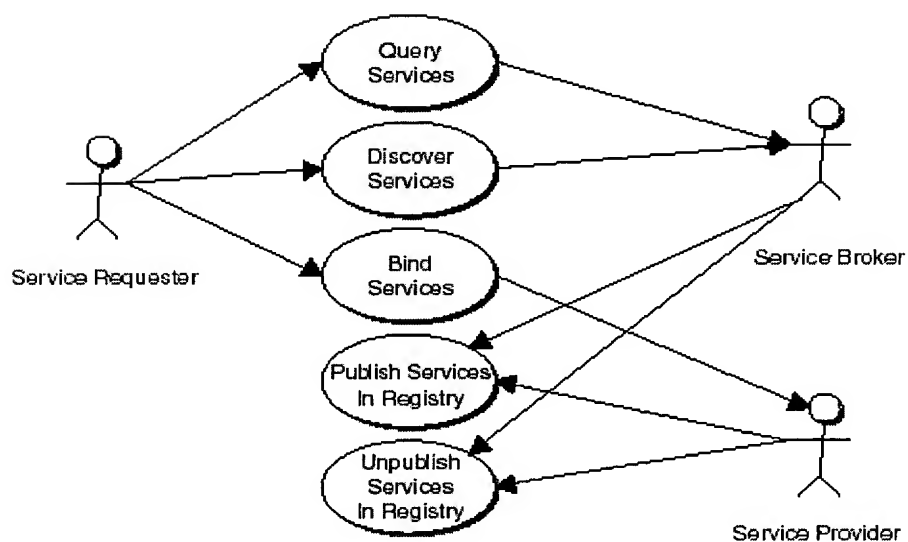 Query
Services
Discover
Services
Service Requester
Service Broker
Bind
Services
Publish Services
In Registry
Unpublish
Services
In Registry
Service Provider